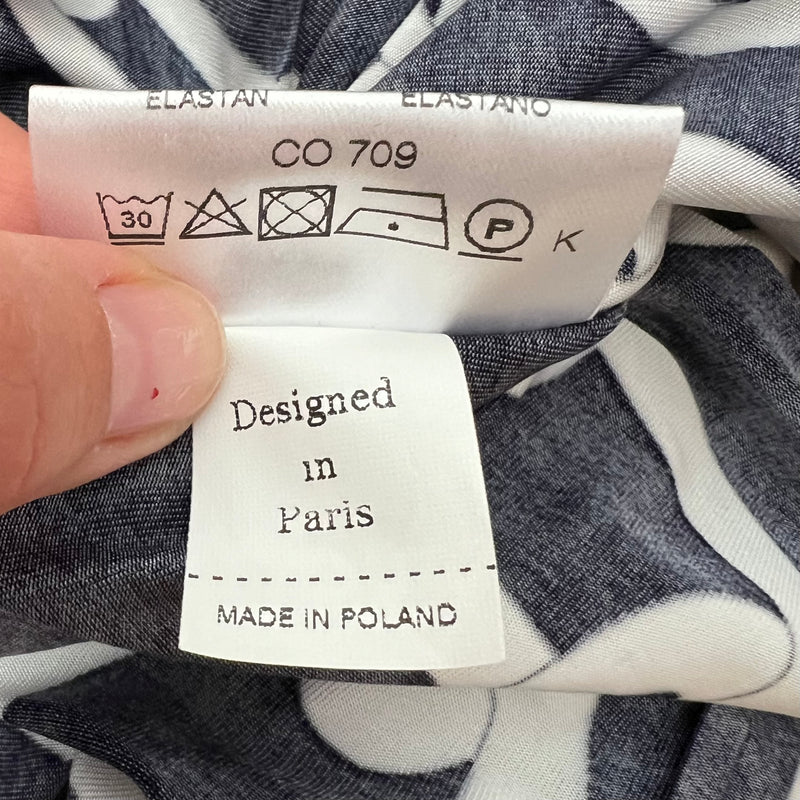 ELASTAN ELASTANO
CO 709
30 P K
Designed
in
Paris
MADE IN POLAND